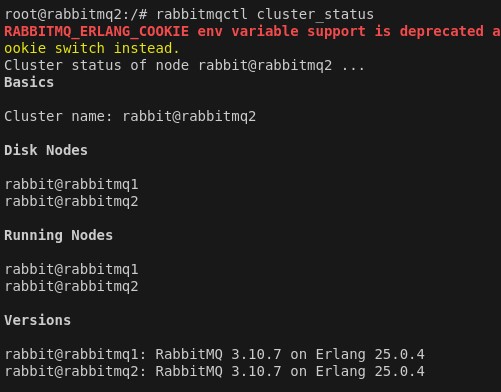 root@rabbitmq2:/# rabbitmqctl cluster_status
RABBITMQ_ERLANG_COOKIE env variable support is deprecated a
ookie switch instead.
Cluster status of node rabbit@rabbitmq2 ...
Basics
Cluster name: rabbit@rabbitmq2
Disk Nodes
rabbit@rabbitmq1
rabbit@rabbitmq2
Running Nodes
rabbit@rabbitmq1
rabbit@rabbitmq2
Versions
rabbit@rabbitmq1: RabbitMQ 3.10.7 on Erlang 25.0.4
rabbit@rabbitmq2: RabbitMQ 3.10.7 on Erlang 25.0.4